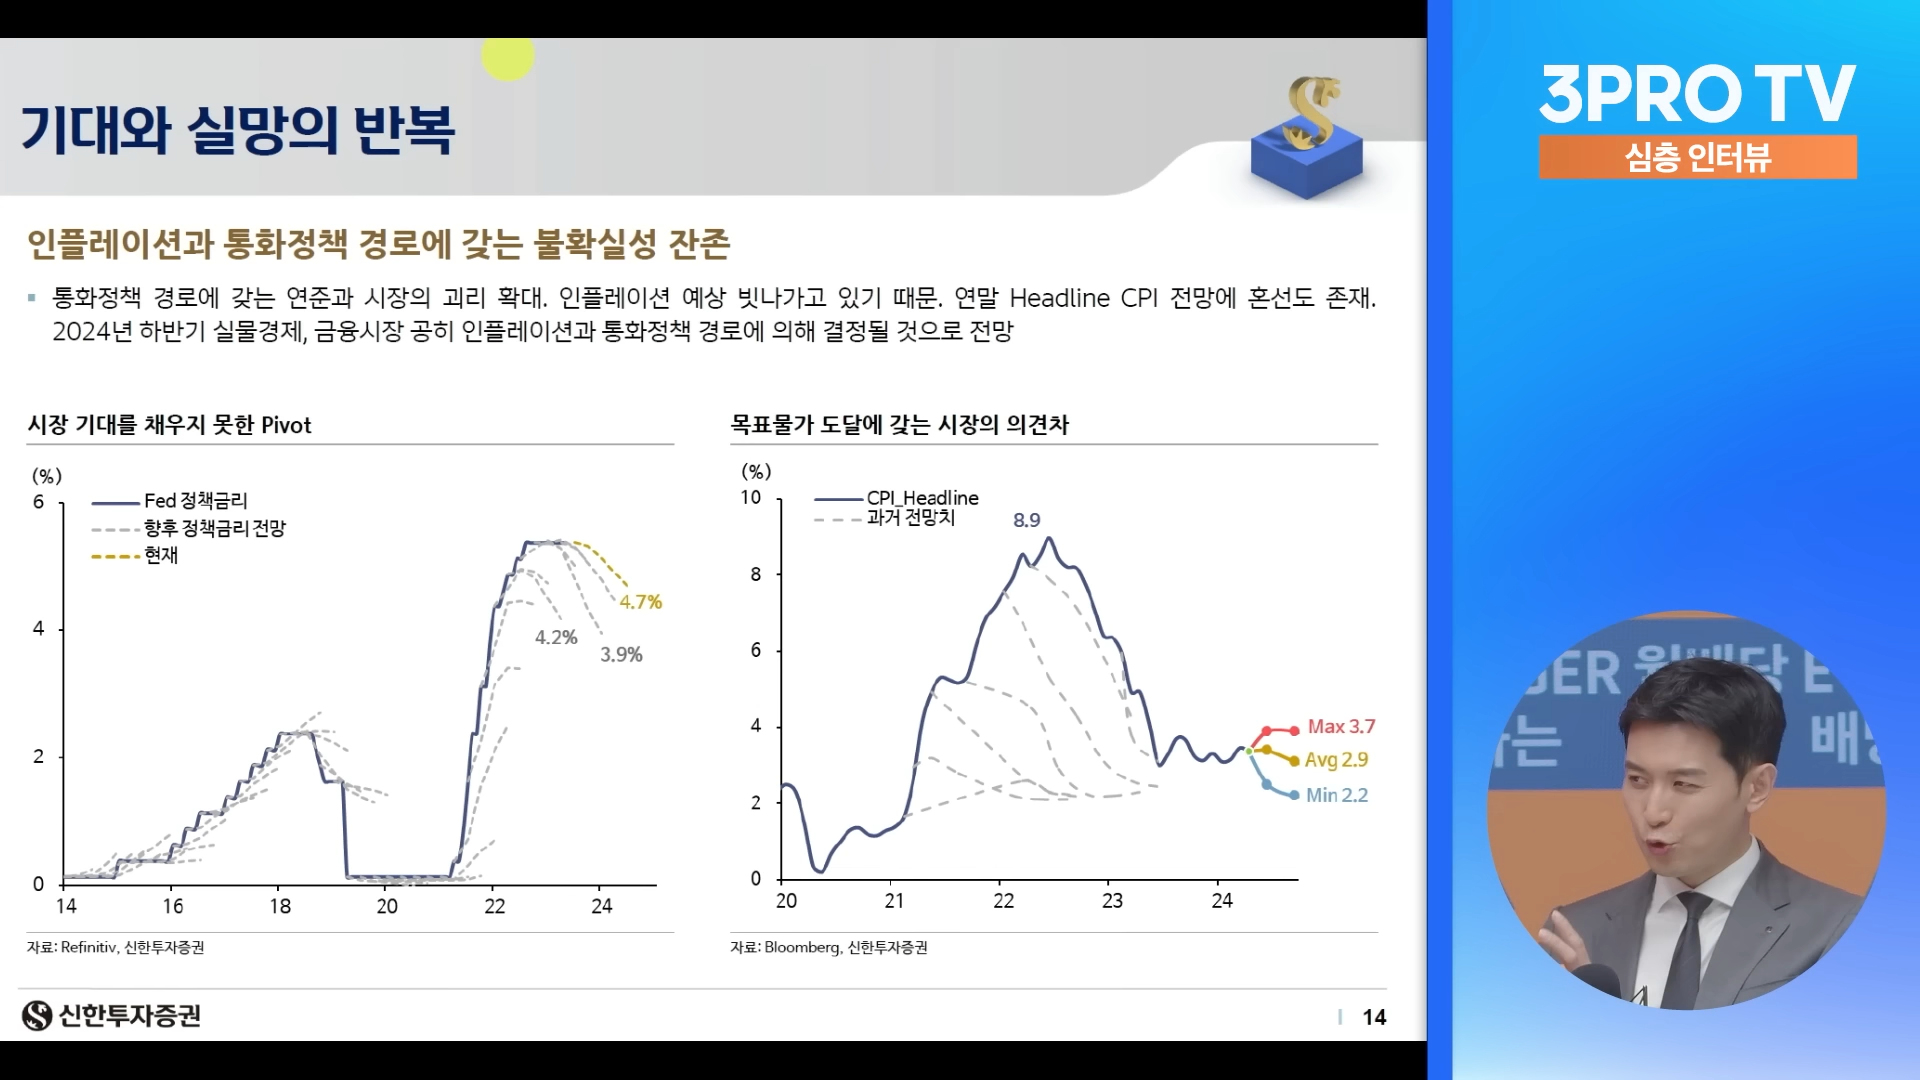 기대와 실망의 반복
인플레이션과 통화정책 경로에 갖는 불확실성 잔존
통화정책 경로에 갖는 연준과 시장의 괴리 확대. 인플레이션 예상 빗나가고 있기 때문. 연말 Headline CPI 전망에 혼선도 존재.
2024년 하반기 실물경제, 금융시장 공히 인플레이션과 통화정책 경로에 의해 결정될 것으로 전망
시장 기대를 채우지 못한 Pivot
(%)
6
4
2
0
Fed 정책금리
향후 정책금리 전망
현재
4.7%
4.2%
3.9%
14 16 18 20 22 24
자료: Refinitiv, 신한투자증권
목표물가 도달에 갖는 시장의 의견차
(%)
10
8
6
4
2
0
CPI_Headline
과거 전망치
8.9
Max 3.7
Avg 2.9
Min 2.2
20 21 22 23 24
자료: Bloomberg, 신한투자증권
신한투자증권
14
3PRO TV
심층 인터뷰